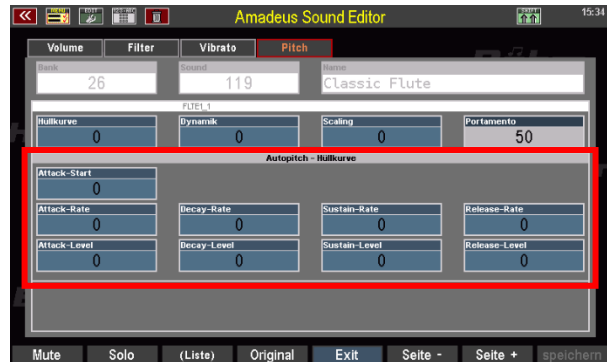 MENU EDIT Amadeus Sound Editor SHIFT 15:34
Volume Filter Vibrato Pitch
Bank Sound Name
26 119 Classic Flute
FLTE1_1
Hüllkurve Dynamik Scaling Portamento
0 0 0 50
Autopitch - Hüllkurve
Attack-Start
0
Attack-Rate Decay-Rate Sustain-Rate Release-Rate
0 0 0 0
Attack-Level Decay-Level Sustain-Level Release-Level
0 0 0 0
Mute Solo (Liste) Original Exit Seite - Seite + speichern